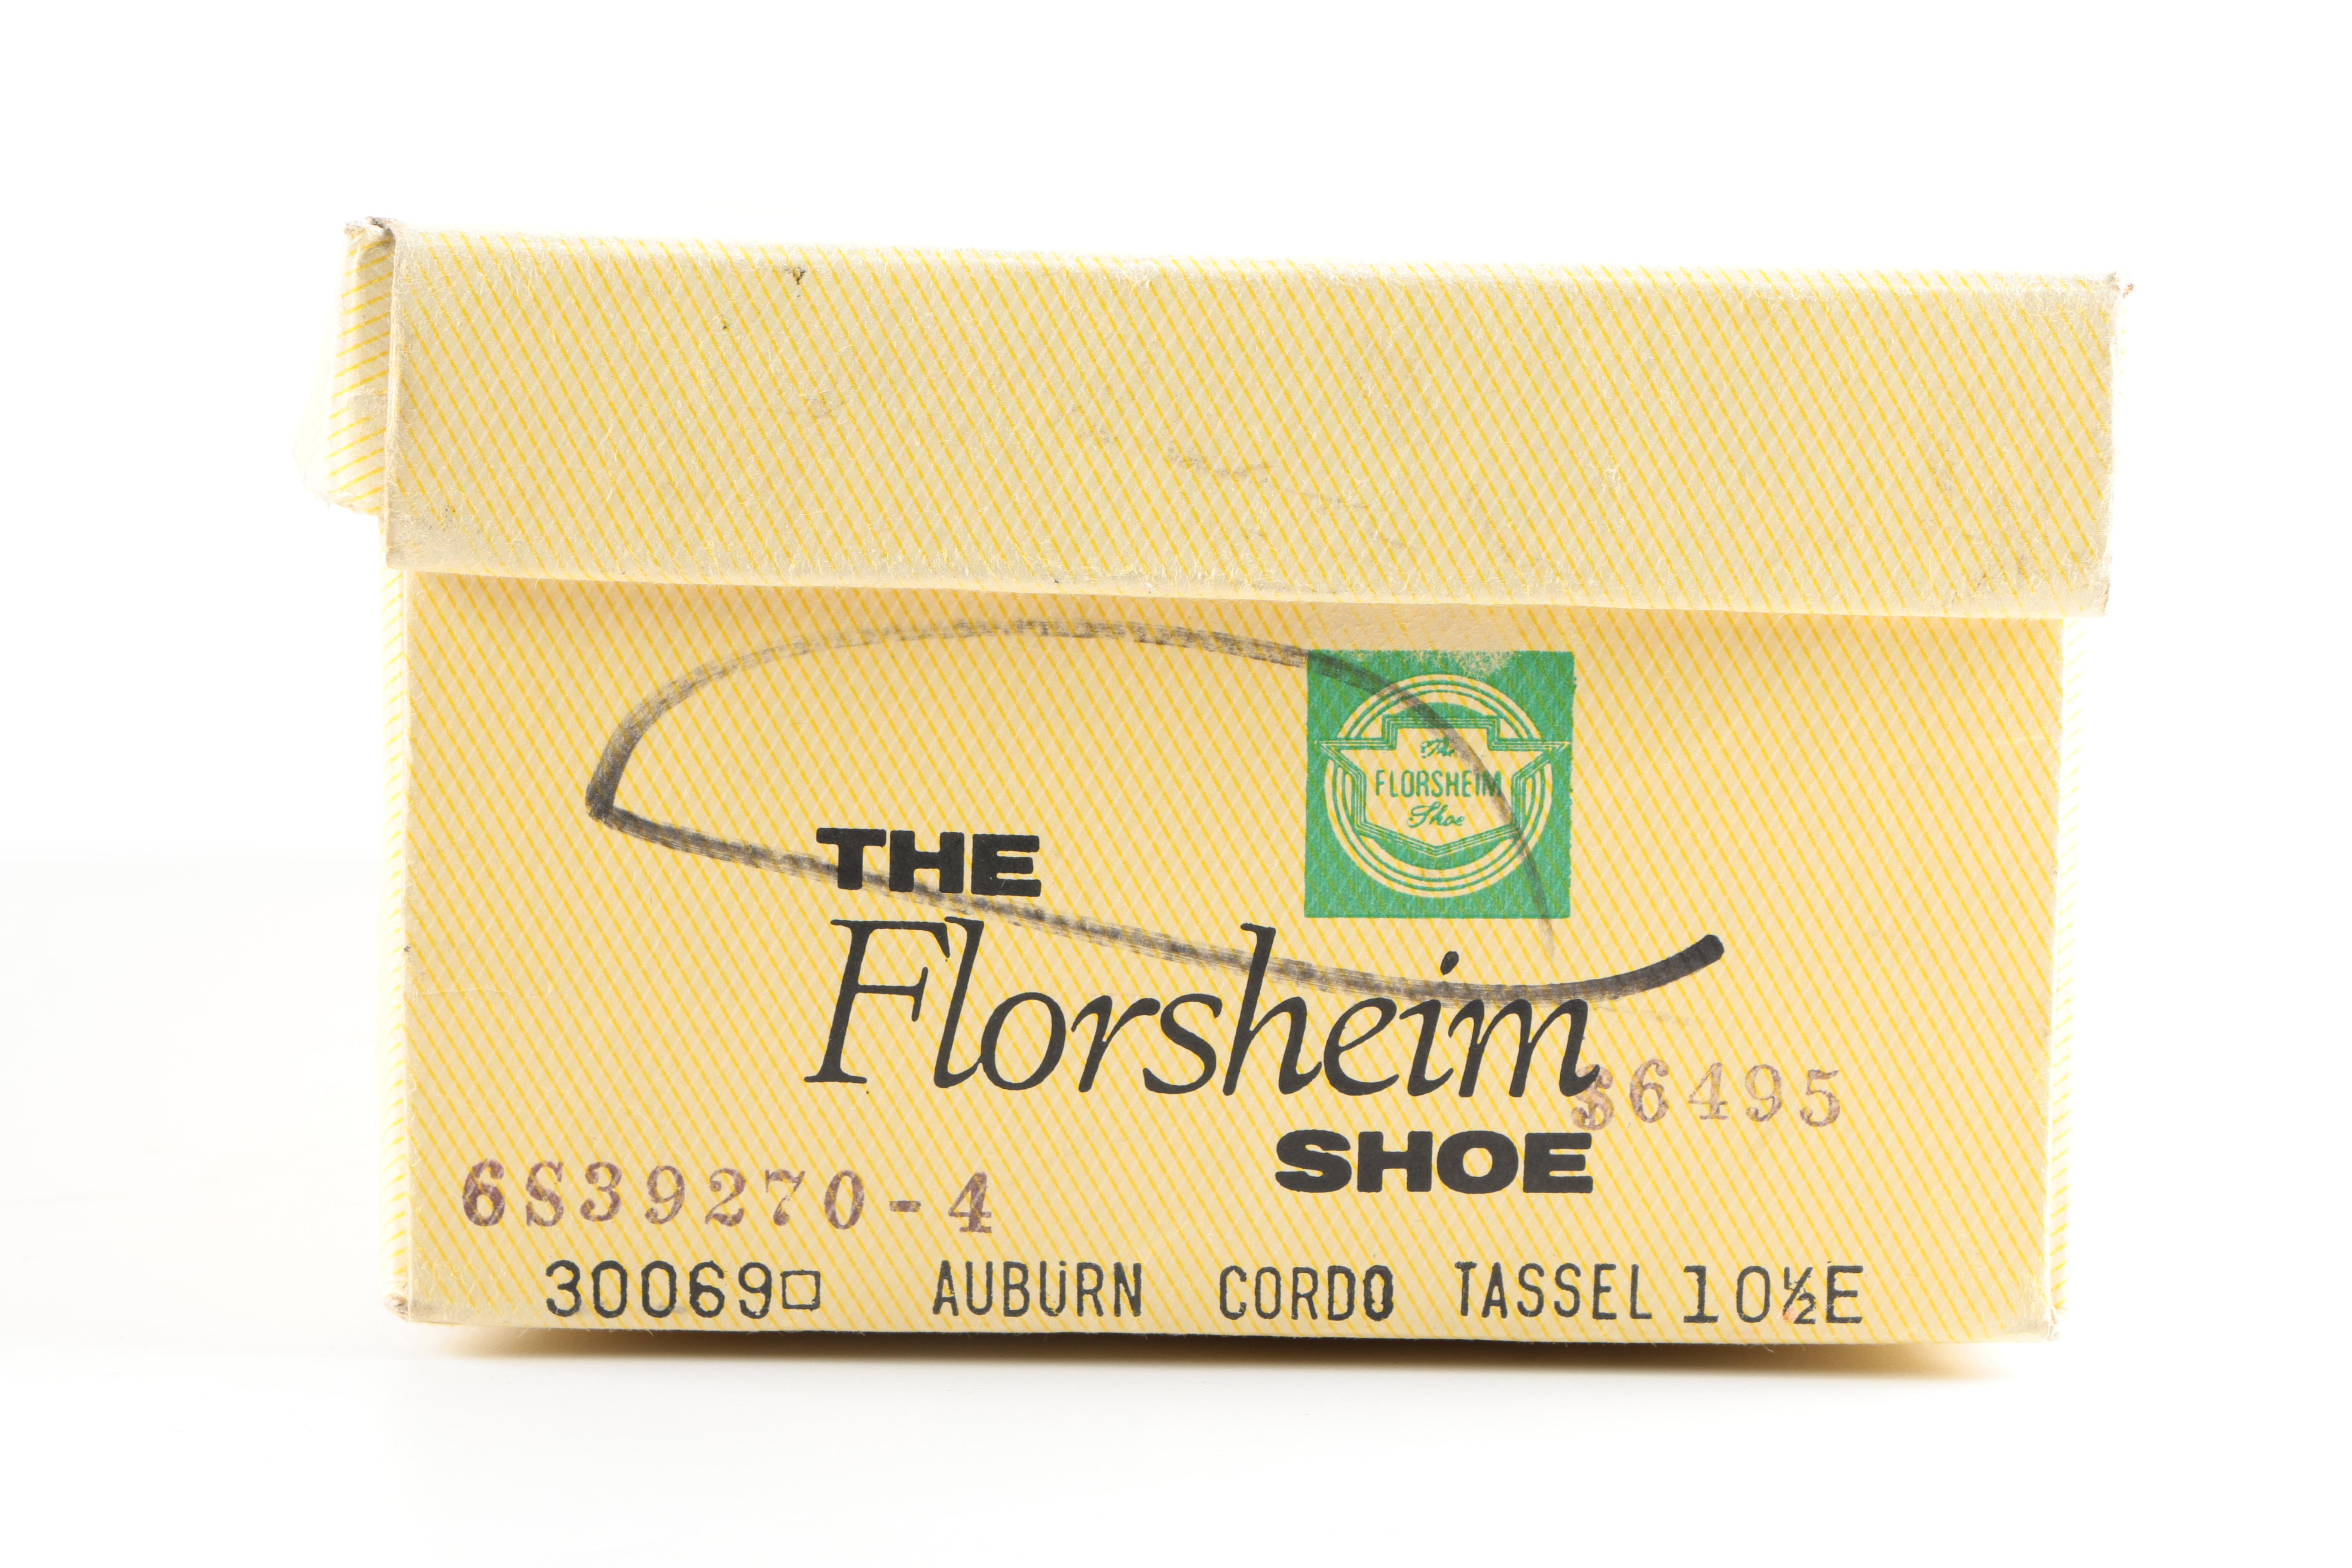 The
FLORSHEIM
Shoe
THE
Florsheim
SHOE
$6495
6S39270-4
30069□ AUBURN CORDO TASSEL 10½E